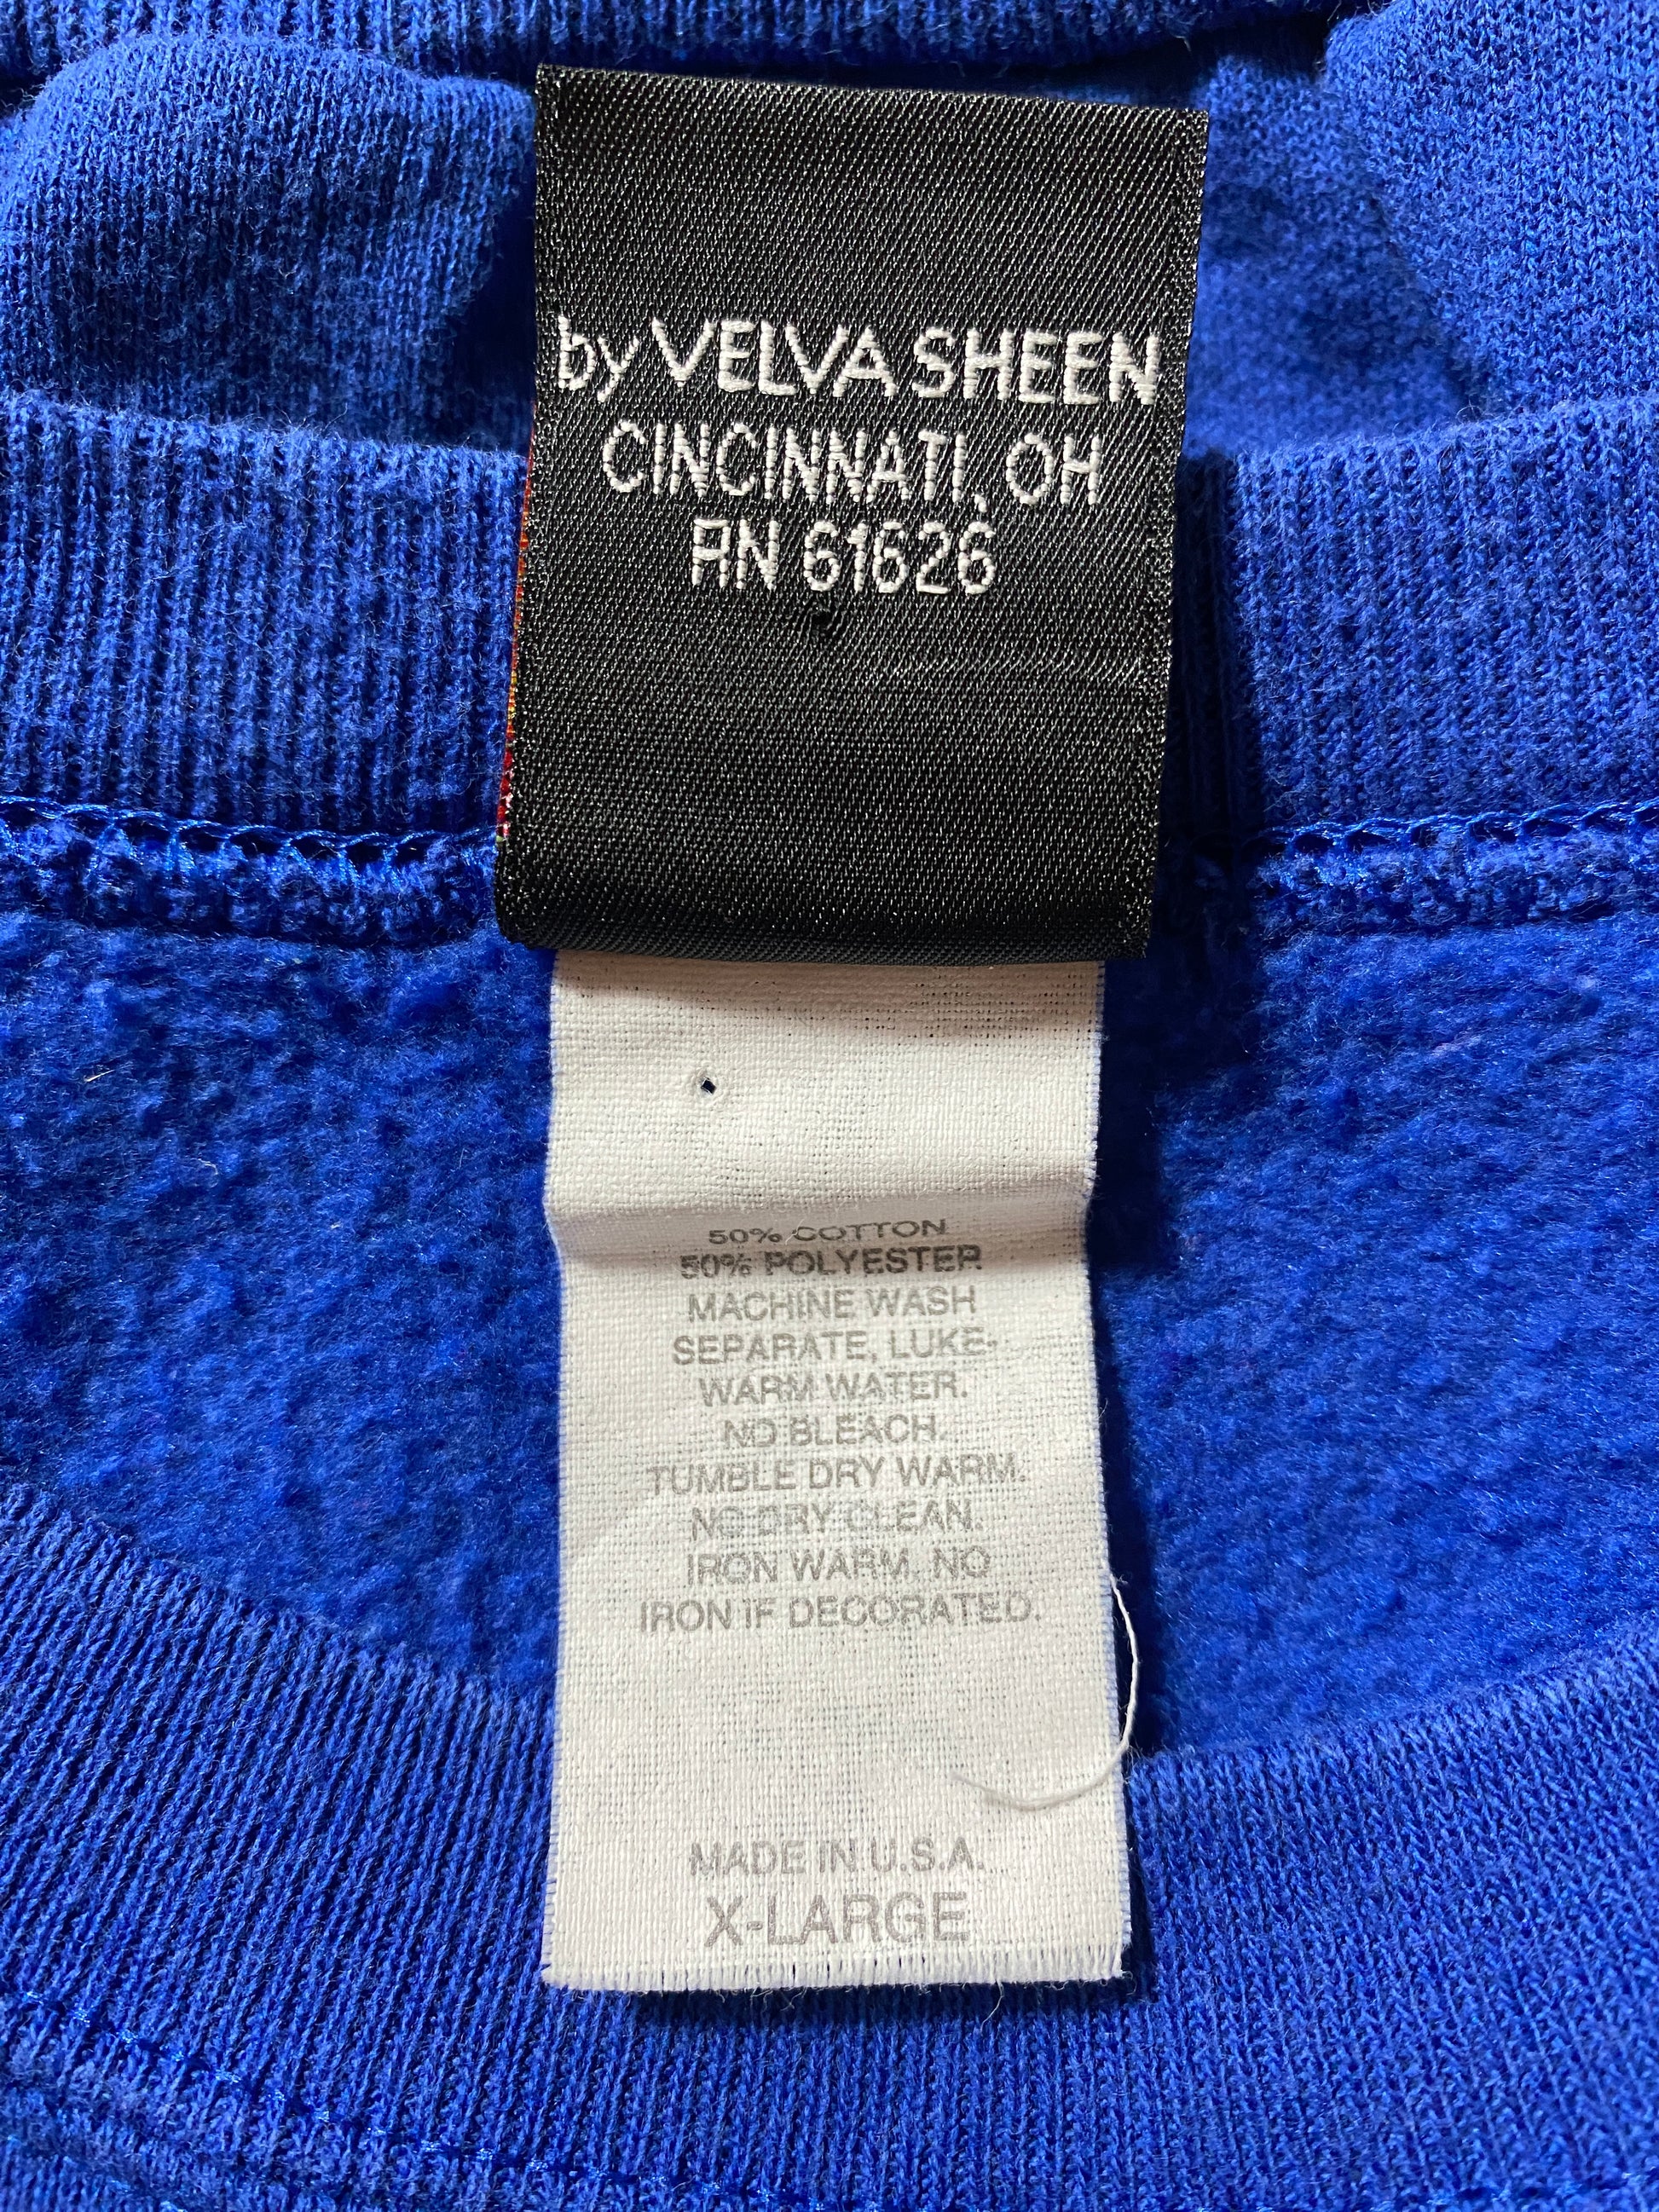 by VELVA SHEEN
CINCINNATI, OH
RN 61626
50% COTTON
50% POLYESTER
MACHINE WASH
SEPARATE, LUKE-
WARM WATER.
NO BLEACH.
TUMBLE DRY WARM.
NO DRY CLEAN.
IRON WARM. NO
IRON IF DECORATED.
MADE IN U.S.A.
X-LARGE